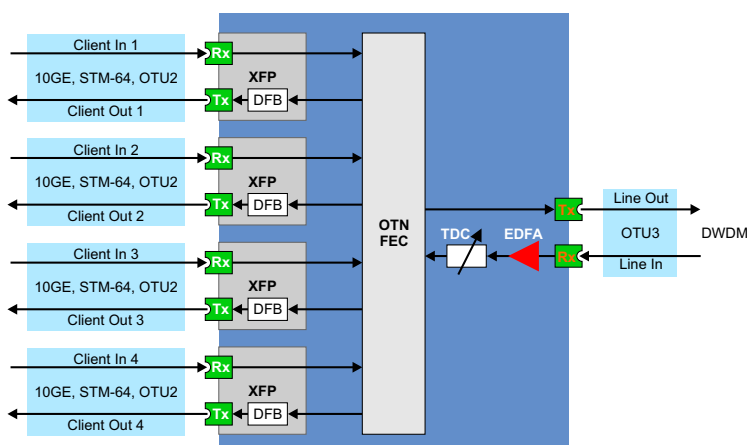 Client In 1
Rx
10GE, STM-64, OTU2
XFP
Tx
DFB
Client Out 1
Client In 2
Rx
10GE, STM-64, OTU2
XFP
Tx
DFB
Client Out 2
Client In 3
Rx
10GE, STM-64, OTU2
XFP
Tx
DFB
Client Out 3
Client In 4
Rx
10GE, STM-64, OTU2
XFP
Tx
DFB
Client Out 4
OTN
FEC
TDC
EDFA
Tx
Rx
Line Out
OTU3
DWDM
Line In